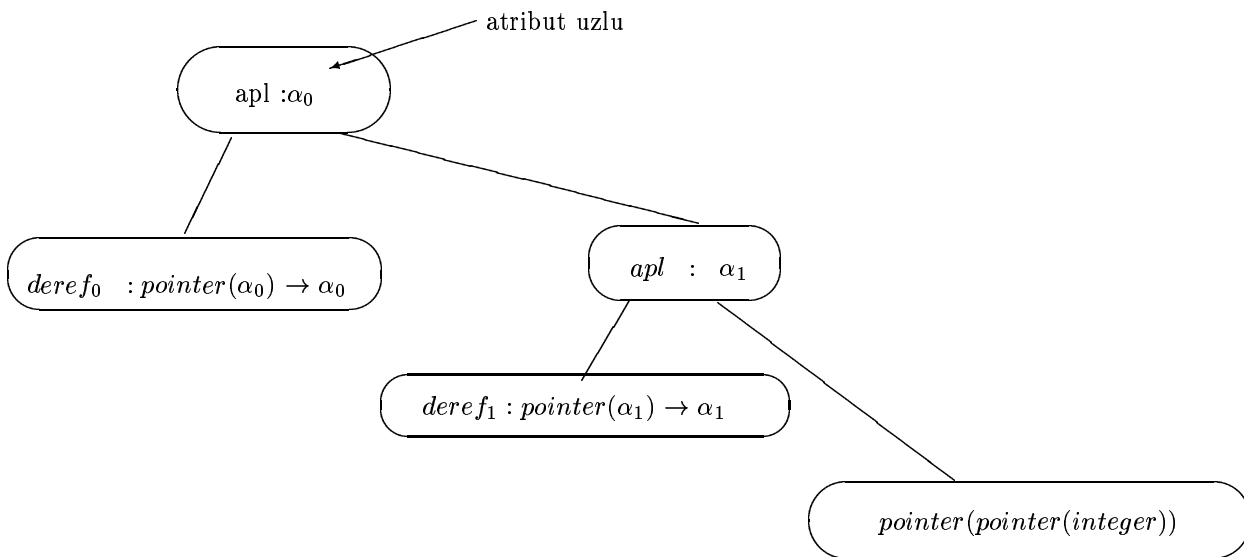 atribut uzlu
apl :α₀
deref₀ : pointer(α₀) → α₀
apl : α₁
deref₁ : pointer(α₁) → α₁
pointer(pointer(integer))